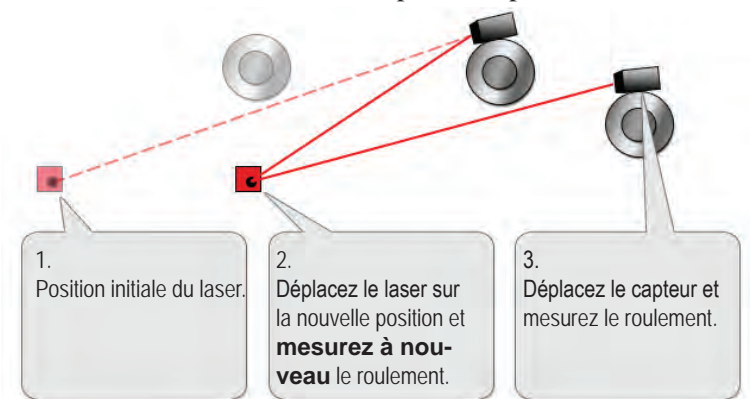 1.
Position initiale du laser.
2.
Déplacez le laser sur
la nouvelle position et
mesurez à nou-
veau le roulement.
3.
Déplacez le capteur et
mesurez le roulement.